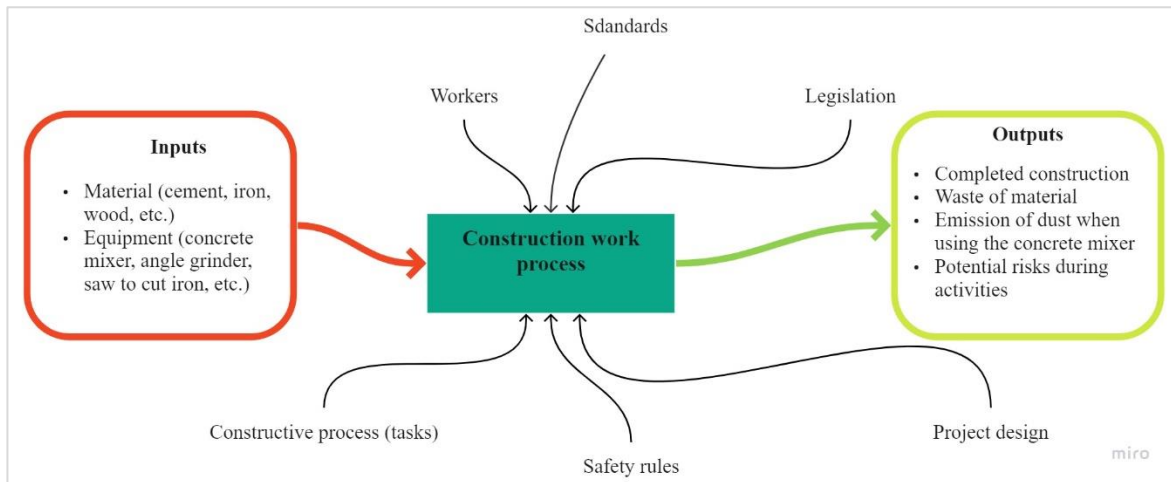 Sdandards
Workers
Legislation
Inputs
• Material (cement, iron,
wood, etc.)
• Equipment (concrete
mixer, angle grinder,
saw to cut iron, etc.)
Construction work
process
Outputs
• Completed construction
• Waste of material
• Emission of dust when
using the concrete mixer
• Potential risks during
activities
Constructive process (tasks)
Safety rules
Project design
miro